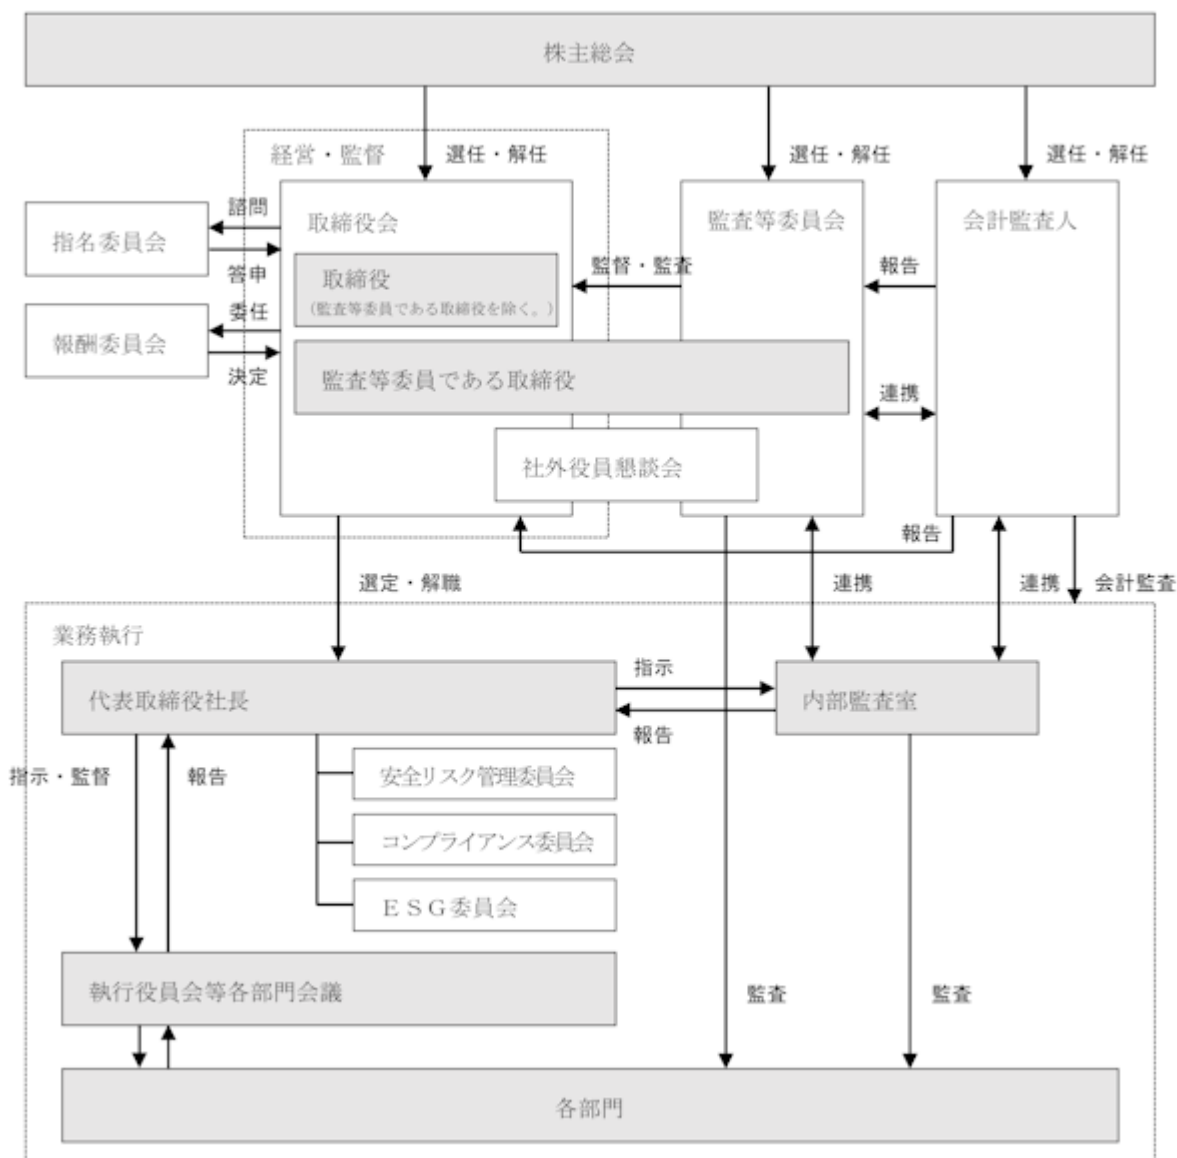 株主総会
経営・監督
選任・解任
選任・解任
選任・解任
指名委員会
諮問
答申
取締役会
監査等委員会
会計監査人
取締役
(監査等委員である取締役を除く。)
監督・監査
報告
報酬委員会
委任
決定
監査等委員である取締役
連携
社外役員懇談会
報告
選定・解職
連携
連携
会計監査
業務執行
代表取締役社長
指示
報告
内部監査室
指示・監督
報告
安全リスク管理委員会
コンプライアンス委員会
ESG委員会
執行役員会等各部門会議
監査
監査
各部門